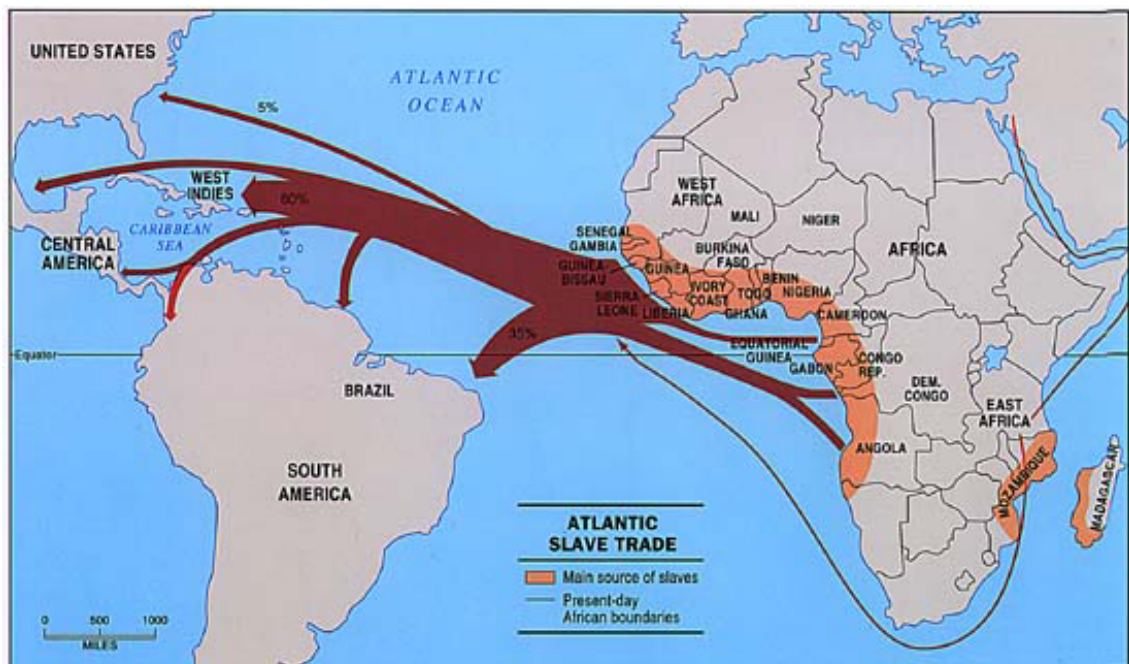 UNITED STATES
ATLANTIC
OCEAN
5%
WEST
INDIES
60%
CARIBBEAN
SEA
CENTRAL
AMERICA
WEST
AFRICA
MALI
NIGER
SENEGAL
GAMBIA
BURKINA
FASO
AFRICA
GUINEA
BISSAU
GUINEA
IVORY
COAST
TOGO
BENIN
NIGERIA
SIERRA
LEONE
LIBERIA
GHANA
CAMEROON
35%
Equator
EQUATORIAL
GUINEA
GABON
CONGO
REP.
DEM.
CONGO
BRAZIL
EAST
AFRICA
ANGOLA
SOUTH
AMERICA
MOZAMBIQUE
MADAGASCAR
ATLANTIC
SLAVE TRADE
Main source of slaves
Present-day
African boundaries
0 500 1000
MILES